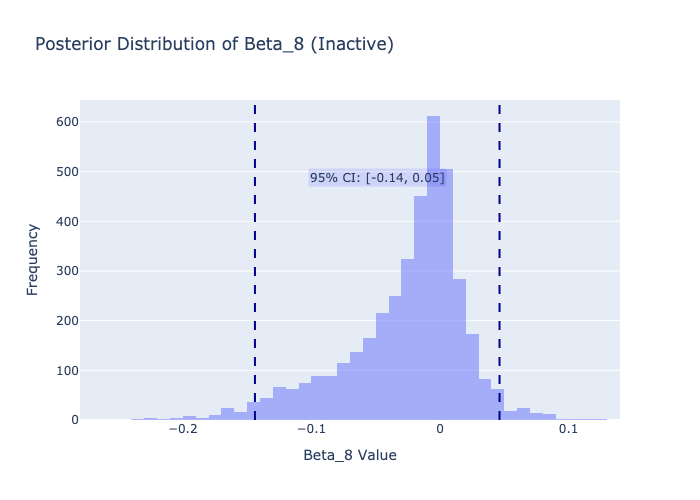 Posterior Distribution of Beta_8 (Inactive)
600
500
400
300
200
100
0
Frequency
95% CI: [-0.14, 0.05]
−0.2
−0.1
0
0.1
Beta_8 Value